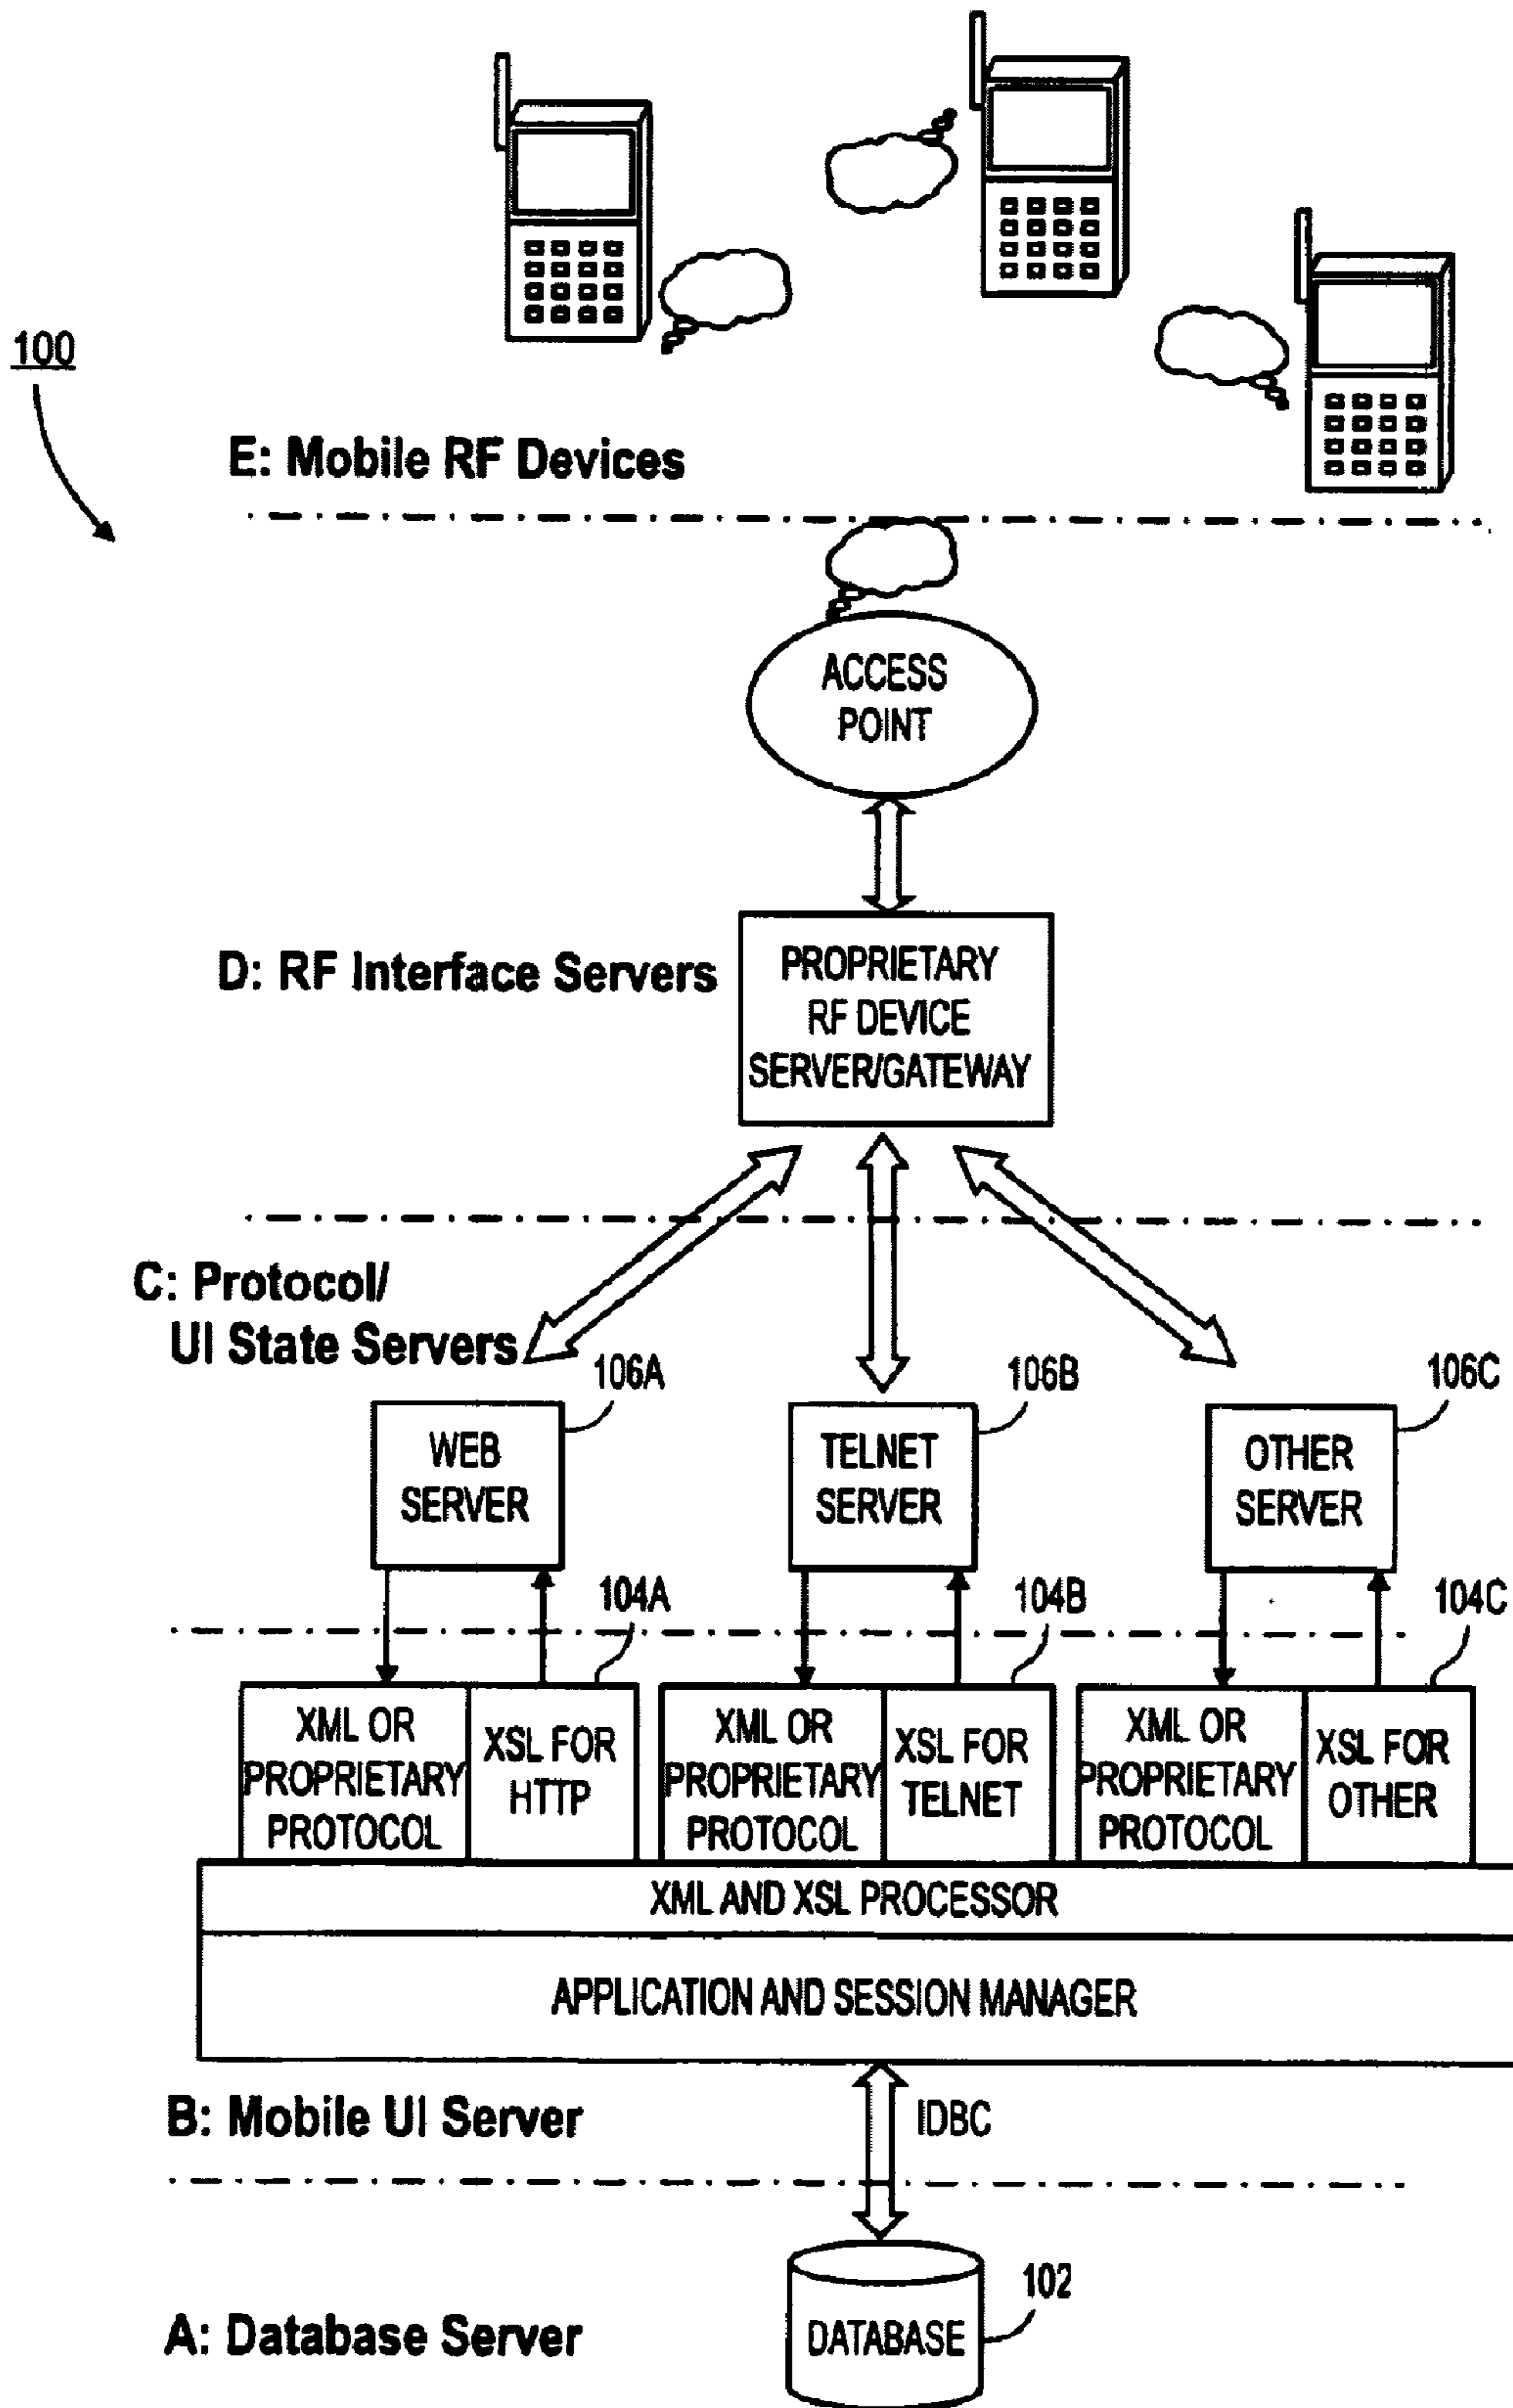 100
E: Mobile RF Devices
ACCESS
POINT
D: RF Interface Servers
PROPRIETARY
RF DEVICE
SERVER/GATEWAY
C: Protocol/
UI State Servers
106A
106B
106C
WEB
SERVER
TELNET
SERVER
OTHER
SERVER
104A
104B
104C
XML OR
PROPRIETARY
PROTOCOL
XSL FOR
HTTP
XML OR
PROPRIETARY
PROTOCOL
XSL FOR
TELNET
XML OR
PROPRIETARY
PROTOCOL
XSL FOR
OTHER
XML AND XSL PROCESSOR
APPLICATION AND SESSION MANAGER
B: Mobile UI Server
IDBC
102
A: Database Server
DATABASE